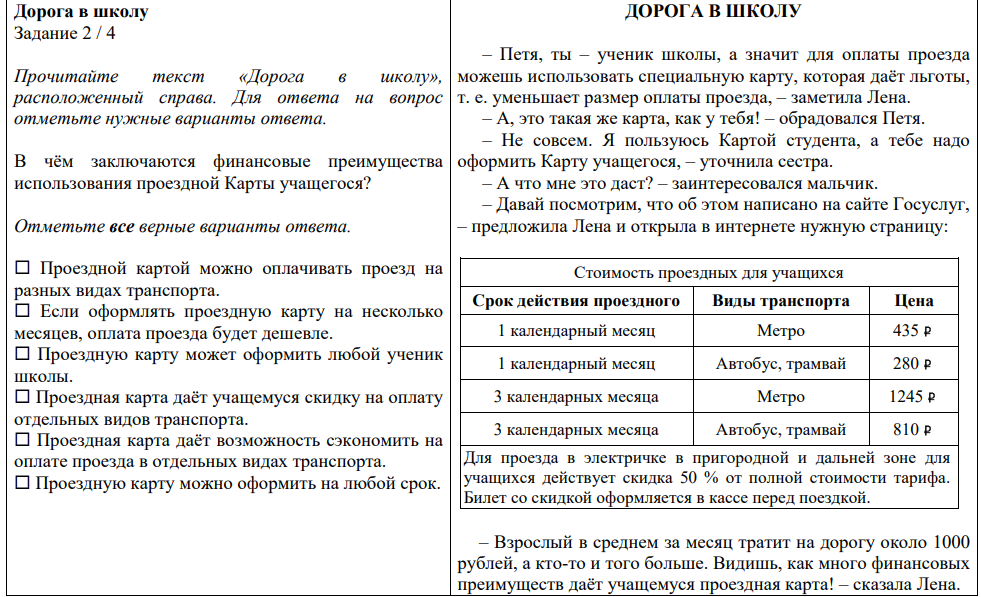 Дорога в школу
Задание 2 / 4
Прочитайте текст «Дорога в школу»,
расположенный справа. Для ответа на вопрос
отметьте нужные варианты ответа.
В чём заключаются финансовые преимущества
использования проездной Карты учащегося?
Отметьте все верные варианты ответа.
☐ Проездной картой можно оплачивать проезд на
разных видах транспорта.
☐ Если оформлять проездную карту на несколько
месяцев, оплата проезда будет дешевле.
☐ Проездную карту может оформить любой ученик
школы.
☐ Проездная карта даёт учащемуся скидку на оплату
отдельных видов транспорта.
☐ Проездная карта даёт возможность сэкономить на
оплате проезда в отдельных видах транспорта.
☐ Проездную карту можно оформить на любой срок.
ДОРОГА В ШКОЛУ
– Петя, ты – ученик школы, а значит для оплаты проезда
можешь использовать специальную карту, которая даёт льготы,
т. е. уменьшает размер оплаты проезда, – заметила Лена.
– А, это такая же карта, как у тебя! – обрадовался Петя.
– Не совсем. Я пользуюсь Картой студента, а тебе надо
оформить Карту учащегося, – уточнила сестра.
– А что мне это даст? – заинтересовался мальчик.
– Давай посмотрим, что об этом написано на сайте Госуслуг,
– предложила Лена и открыла в интернете нужную страницу:
Стоимость проездных для учащихся
Срок действия проездного Виды транспорта Цена
1 календарный месяц Метро 435 ₽
1 календарный месяц Автобус, трамвай 280 ₽
3 календарных месяца Метро 1245 ₽
3 календарных месяца Автобус, трамвай 810 ₽
Для проезда в электричке в пригородной и дальней зоне для
учащихся действует скидка 50 % от полной стоимости тарифа.
Билет со скидкой оформляется в кассе перед поездкой.
– Взрослый в среднем за месяц тратит на дорогу около 1000
рублей, а кто-то и того больше. Видишь, как много финансовых
преимуществ даёт учащемуся проездная карта! – сказала Лена.